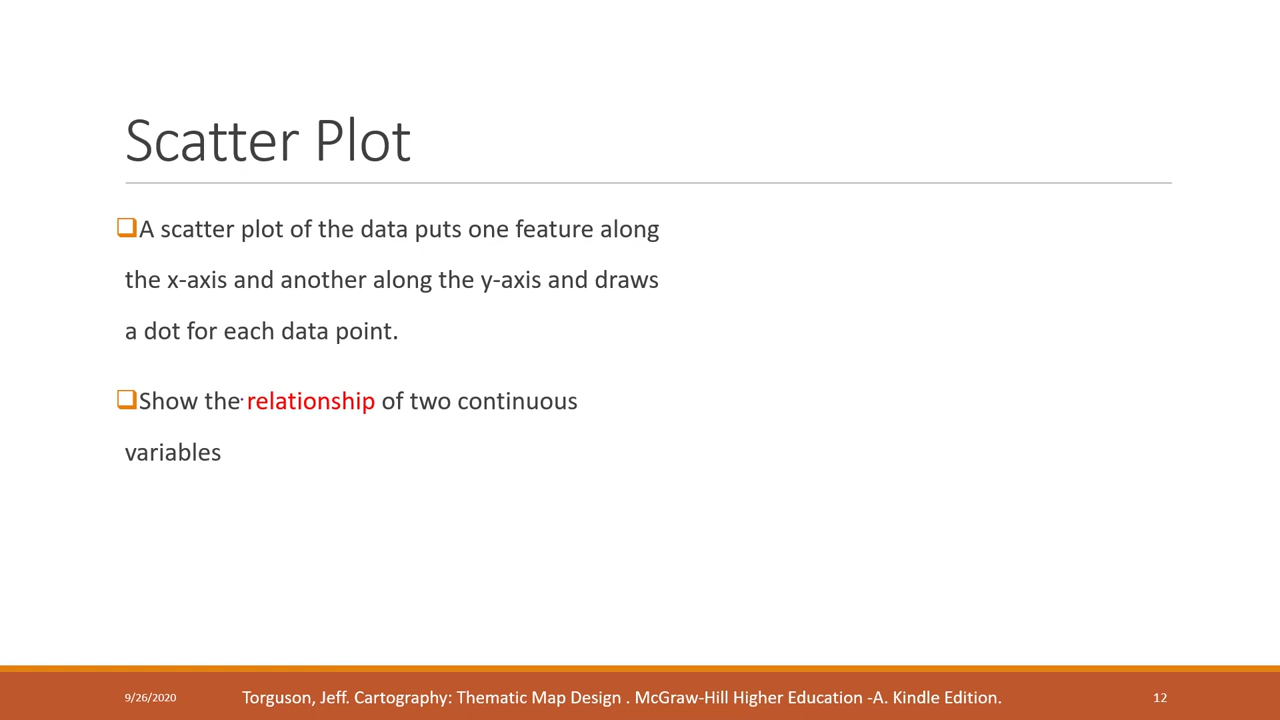 Scatter Plot
A scatter plot of the data puts one feature along
the x-axis and another along the y-axis and draws
a dot for each data point.
Show the relationship of two continuous
variables
9/26/2020
Torguson, Jeff. Cartography: Thematic Map Design . McGraw-Hill Higher Education -A. Kindle Edition.
12